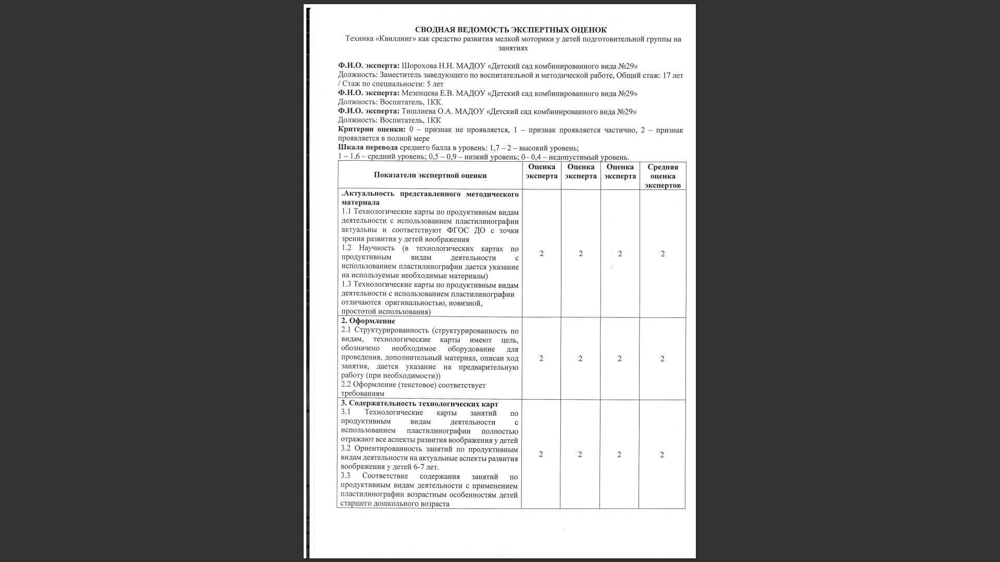 СВОДНАЯ ВЕДОМОСТЬ ЭКСПЕРТНЫХ ОЦЕНОК
Техника «Квиллинг» как средство развития мелкой моторики у детей подготовительной группы на
занятиях
Ф.И.О. эксперта: Шорохова Н.Н. МАДОУ «Детский сад комбинированного вида №29»
Должность: Заместитель заведующего по воспитательной и методической работе, Общий стаж: 17 лет
/ Стаж по специальности: 5 лет
Ф.И.О. эксперта: Мезенцева Е.В. МАДОУ «Детский сад комбинированного вида №29»
Должность: Воспитатель, 1КК.
Ф.И.О. эксперта: Тишлиева О.А. МАДОУ «Детский сад комбинированного вида №29»
Должность: Воспитатель, 1КК
Критерии оценки: 0 – признак не проявляется, 1 – признак проявляется частично, 2 – признак
проявляется в полной мере
Шкала перевода среднего балла в уровень: 1,7 – 2 – высокий уровень;
1 – 1,6 – средний уровень; 0,5 – 0,9 – низкий уровень; 0– 0,4 – недопустимый уровень.
Показатели экспертной оценки
Оценка
эксперта
Оценка
эксперта
Оценка
эксперта
Средняя
оценка
экспертов
.Актуальность представленного методического
материала
1.1 Технологические карты по продуктивным видам
деятельности с использованием пластилинографии
актуальны и соответствуют ФГОС ДО с точки
зрения развития у детей воображения
1.2 Научность (в технологических картах по
продуктивным видам деятельности с
использованием пластилинографии дается указание
на используемые необходимые материалы)
1.3 Технологические карты по продуктивным видам
деятельности с использованием пластилинографии
отличаются оригинальностью, новизной,
простотой использования)
2
2
2
2
2. Оформление
2.1 Структурированность (структурированность по
видам, технологические карты имеют цель,
обозначено необходимое оборудование для
проведения, дополнительный материал, описан ход
занятия, дается указание на предварительную
работу (при необходимости))
2.2 Оформление (текстовое) соответствует
требованиям
2
2
2
2
3. Содержательность технологических карт
3.1 Технологические карты занятий по
продуктивным видам деятельности с
использованием пластилинографии полностью
отражают все аспекты развития воображения у детей
3.2 Ориентированность занятий по продуктивным
видам деятельности на актуальные аспекты развития
воображения у детей 6-7 лет.
3.3 Соответствие содержания занятий по
продуктивным видам деятельности с применением
пластилинографии возрастным особенностям детей
старшего дошкольного возраста
2
2
2
2